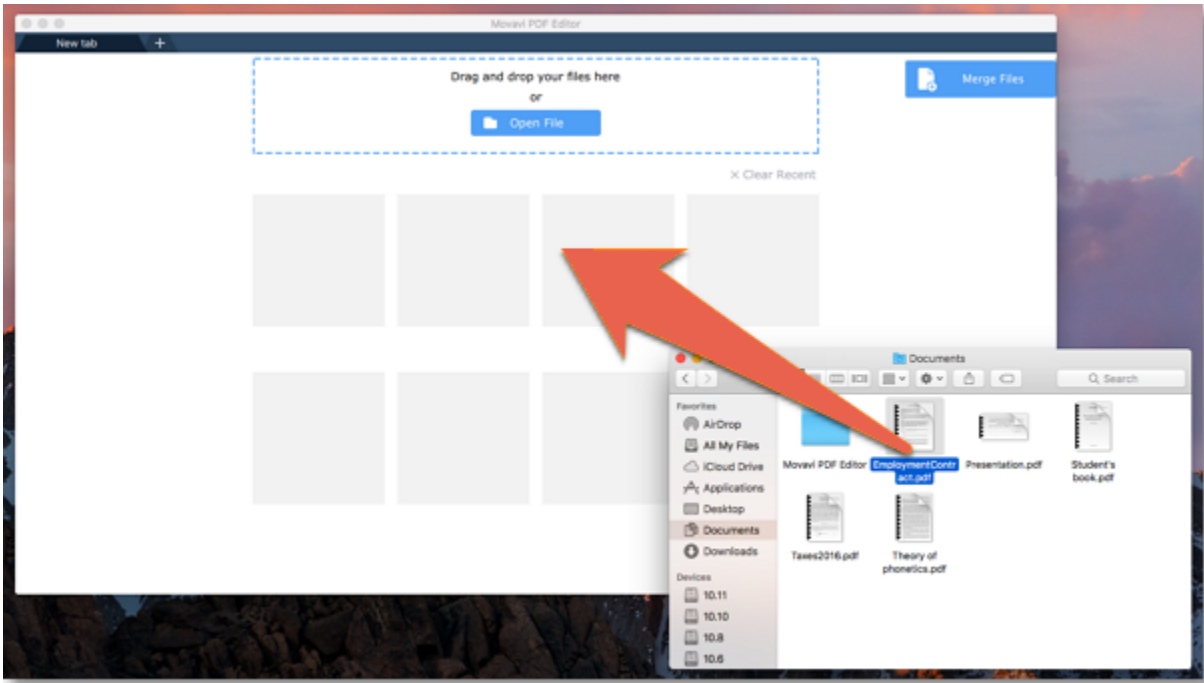 Movavi PDF Editor
New tab +
Drag and drop your files here
or
Open File
Merge Files
× Clear Recent
Documents
Search
Favorites
AirDrop
All My Files
iCloud Drive
Applications
Desktop
Documents
Downloads
Devices
10.11
10.10
10.8
10.6
Movavi PDF Editor
EmploymentContr
act.pdf
Presentation.pdf
Student's
book.pdf
Taxes2016.pdf
Theory of
phonetics.pdf